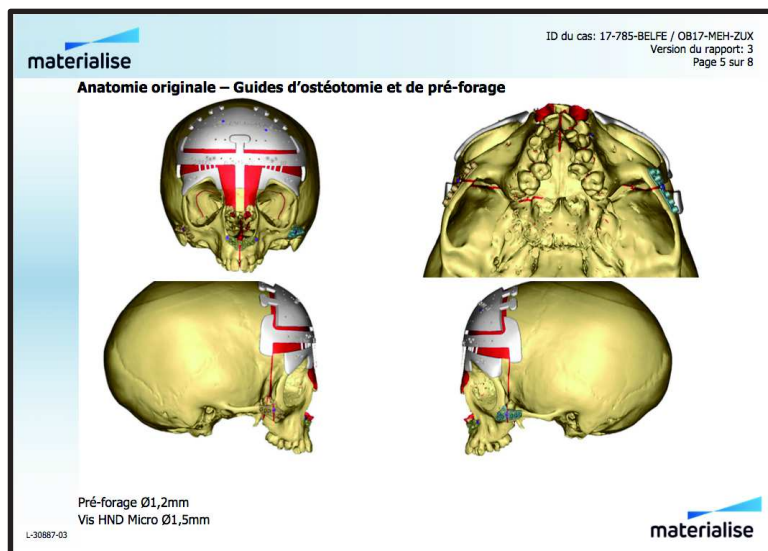 materialise
ID du cas: 17-785-BELFE / OB17-MEH-ZUX
Version du rapport: 3
Page 5 sur 8
Anatomie originale – Guides d’ostéotomie et de pré-forage
Pré-forage Ø1,2mm
Vis HND Micro Ø1,5mm
L-30887-03
materialise